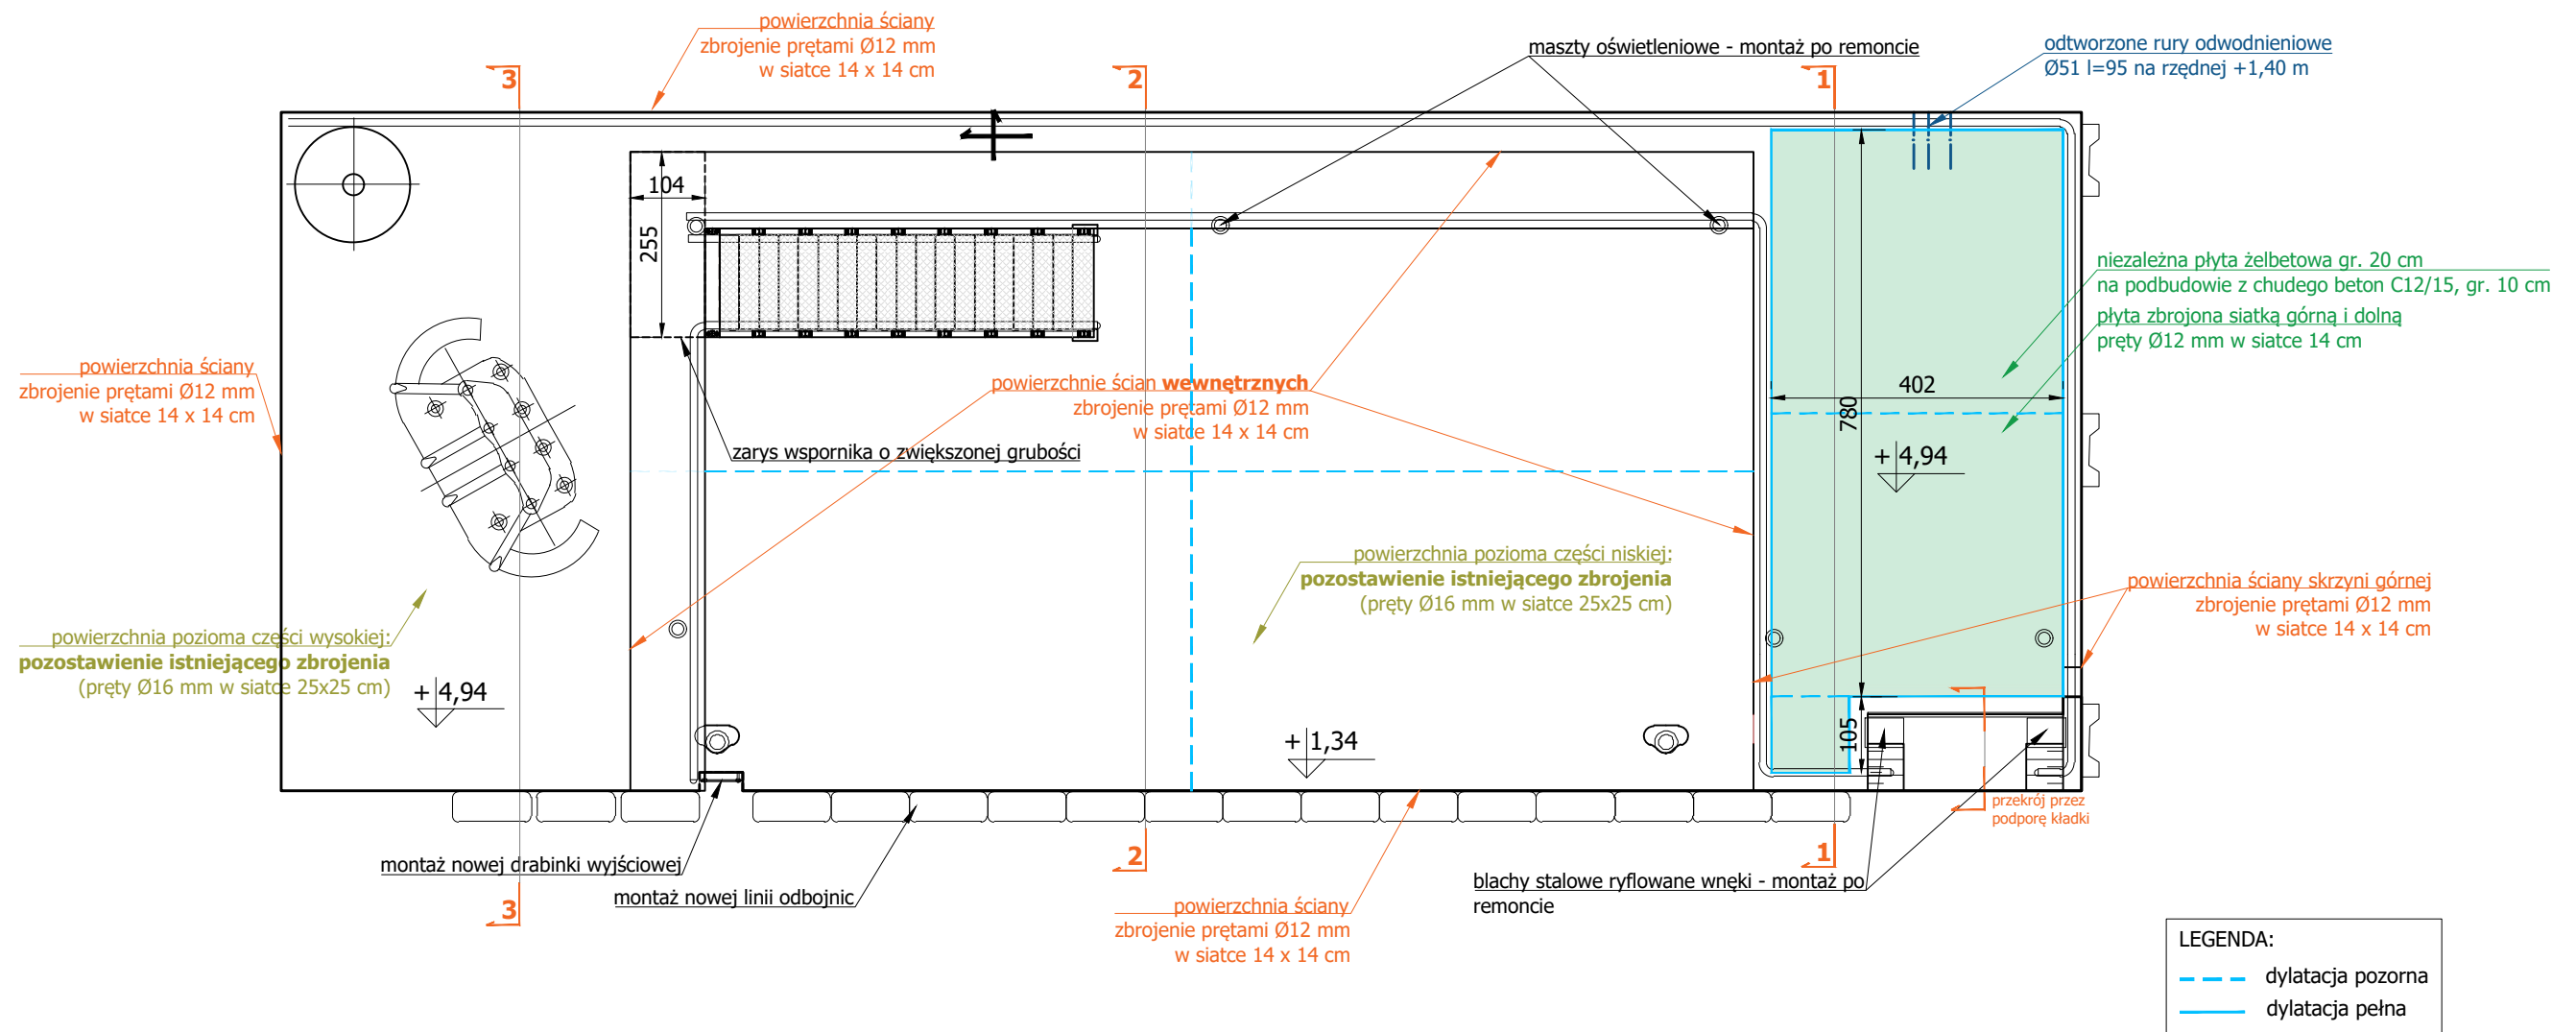 powierzchnia ściany
zbrojenie prętami Ø12 mm
w siatce 14 x 14 cm
maszty oświetleniowe - montaż po remoncie
odtworzone rury odwodnieniowe
Ø51 l=95 na rzędnej +1,40 m
3
2
1
104
255
niezależna płyta żelbetowa gr. 20 cm
na podbudowie z chudego beton C12/15, gr. 10 cm
płyta zbrojona siatką górną i dolną
pręty Ø12 mm w siatce 14 cm
powierzchnia ściany
zbrojenie prętami Ø12 mm
w siatce 14 x 14 cm
powierzchnie ścian wewnętrznych
zbrojenie prętami Ø12 mm
w siatce 14 x 14 cm
402
780
zarys wspornika o zwiększonej grubości
+ 4,94
powierzchnia pozioma części niskiej:
pozostawienie istniejącego zbrojenia
(pręty Ø16 mm w siatce 25x25 cm)
powierzchnia ściany skrzyni górnej
zbrojenie prętami Ø12 mm
w siatce 14 x 14 cm
powierzchnia pozioma części wysokiej:
pozostawienie istniejącego zbrojenia
(pręty Ø16 mm w siatce 25x25 cm)
+ 4,94
+ 1,34
105
przekrój przez
podporę kładki
montaż nowej drabinki wyjściowej
montaż nowej linii odbojnic
2
1
3
blachy stalowe ryflowane wnęki - montaż po
remoncie
powierzchnia ściany
zbrojenie prętami Ø12 mm
w siatce 14 x 14 cm
LEGENDA:
dylatacja pozorna
dylatacja pełna